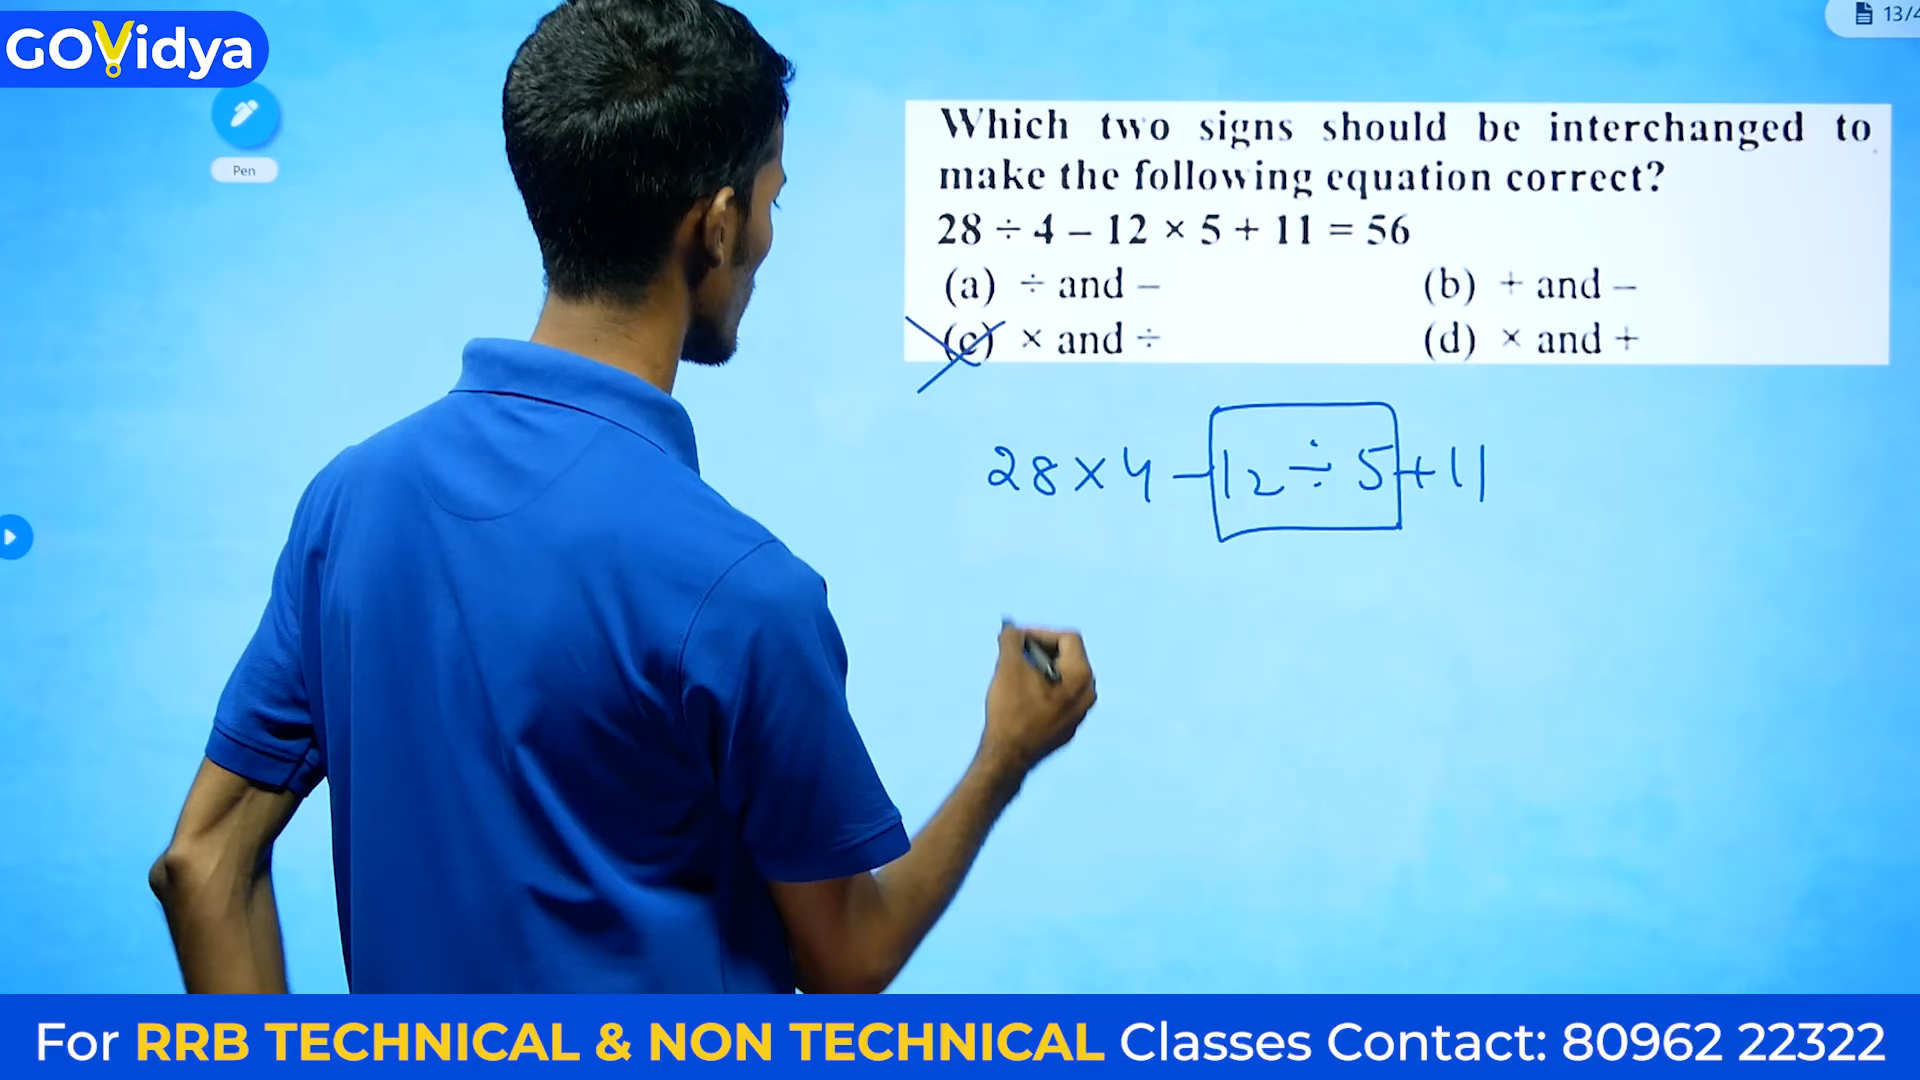 GOVidya
13/4
Pen
Which two signs should be interchanged to
make the following equation correct?
28 ÷ 4 – 12 × 5 + 11 = 56
(a) ÷ and –
(b) + and –
(c) × and ÷
(d) × and +
28 × 4 - 12 ÷ 5 + 11
For RRB TECHNICAL & NON TECHNICAL Classes Contact: 80962 22322